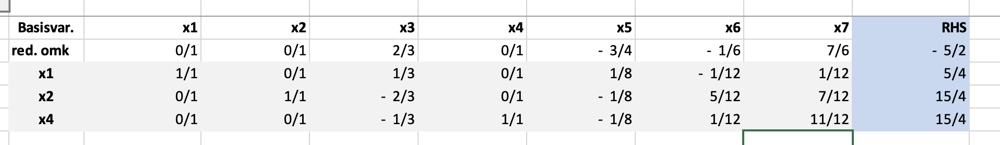 Basisvar. x1 x2 x3 x4 x5 x6 x7 RHS
red. omk 0/1 0/1 2/3 0/1 - 3/4 - 1/6 7/6 - 5/2
x1 1/1 0/1 1/3 0/1 1/8 - 1/12 1/12 5/4
x2 0/1 1/1 - 2/3 0/1 - 1/8 5/12 7/12 15/4
x4 0/1 0/1 - 1/3 1/1 - 1/8 1/12 11/12 15/4